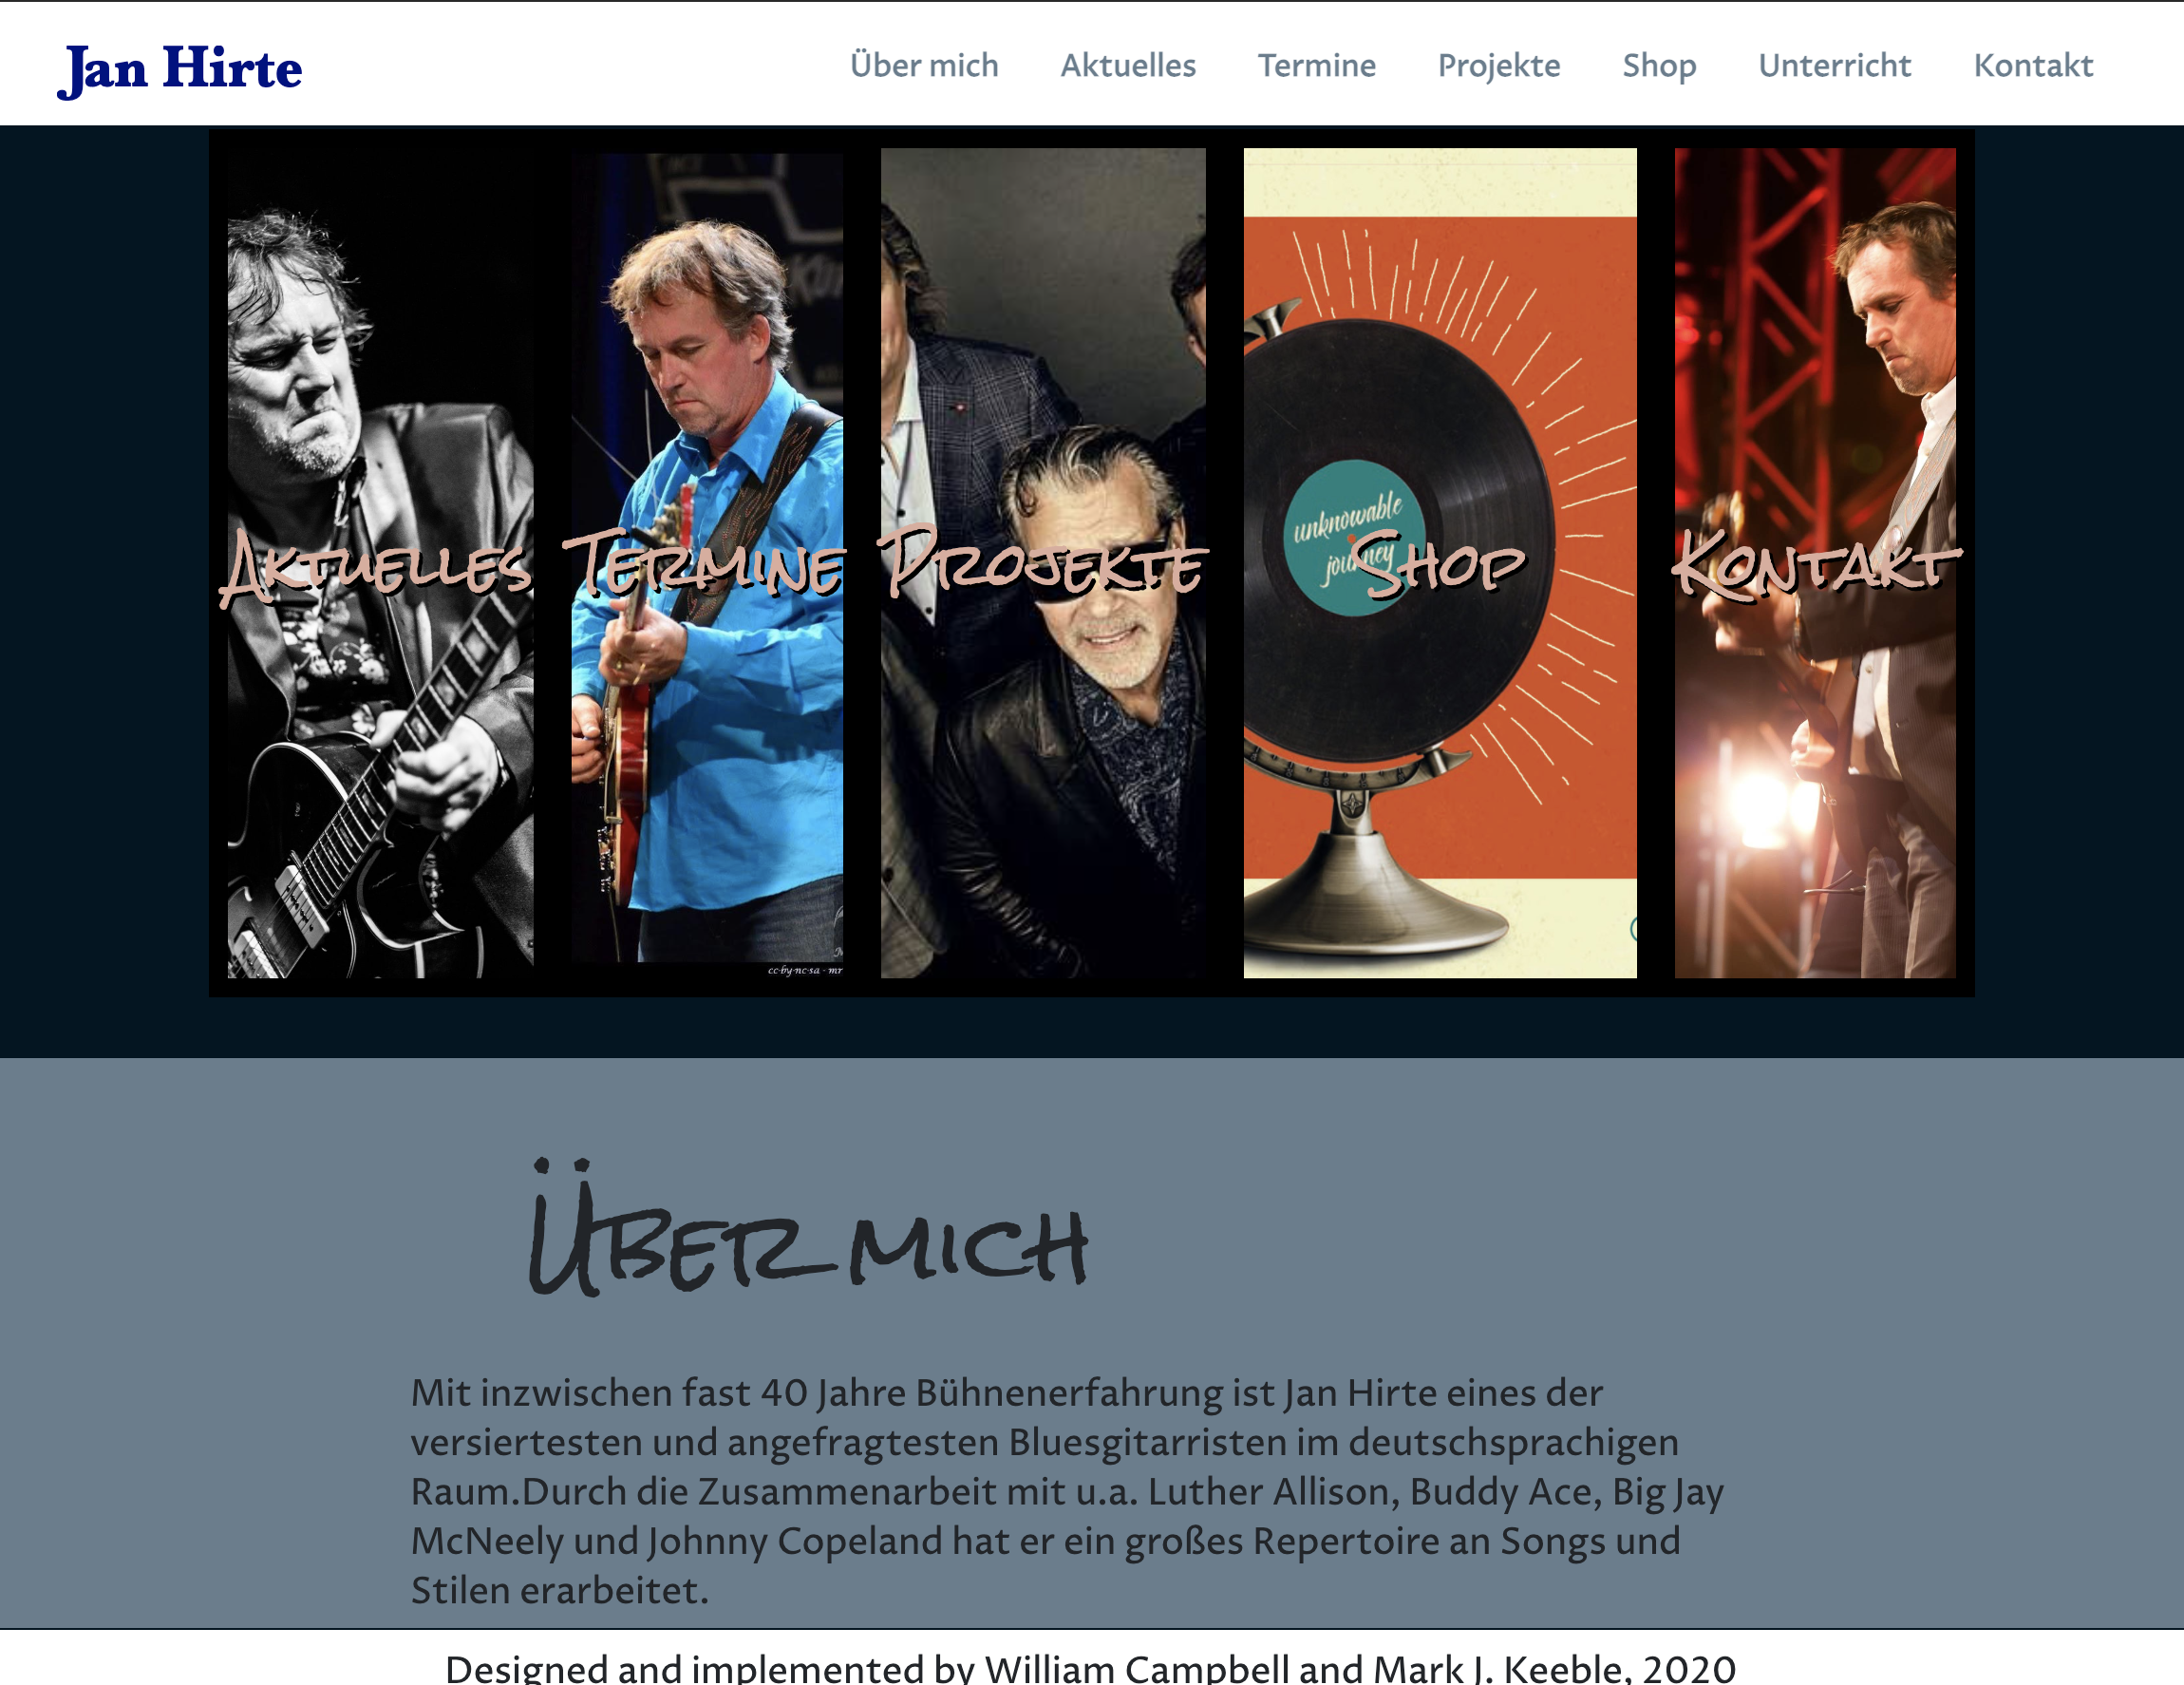 Jan Hirte
Über mich Aktuelles Termine Projekte Shop Unterricht Kontakt
Aktuelles Termine Projekte Shop Kontakt
unknowable
journey
cc-by-nc-sa - mr
Über mich
Mit inzwischen fast 40 Jahre Bühnenerfahrung ist Jan Hirte eines der
versiertesten und angefragtesten Bluesgitarristen im deutschsprachigen
Raum.Durch die Zusammenarbeit mit u.a. Luther Allison, Buddy Ace, Big Jay
McNeely und Johnny Copeland hat er ein großes Repertoire an Songs und
Stilen erarbeitet.
Designed and implemented by William Campbell and Mark J. Keeble, 2020